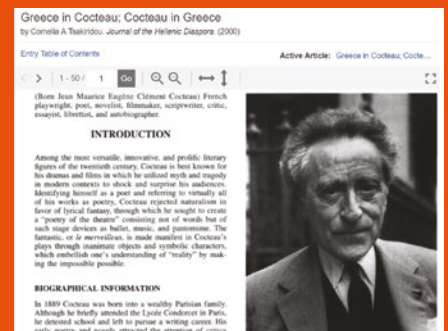 Greece in Cocteau; Cocteau in Greece
by Cornelia A Tsakiridou. Journal of the Hellenic Diaspora. (2000)
Entry Table of Contents
Active Article: Greece in Cocteau; Cocte...
1 - 50 / 1 Go
(Born Jean Maurice Eugène Clément Cocteau) French
playwright, poet, novelist, filmmaker, scriptwriter, critic,
essayist, librettist, and autobiographer.
INTRODUCTION
Among the most versatile, innovative, and prolific literary
figures of the twentieth century, Cocteau is best known for
his dramas and films in which he utilized myth and tragedy
in modern contexts to shock and surprise his audiences.
Identifying himself as a poet and referring to virtually all
of his works as poetry, Cocteau rejected naturalism in
favor of lyrical fantasy, through which he sought to create
a "poetry of the theatre" consisting not of words but of
such stage devices as ballet, music, and pantomime. The
fantastic, or le merveilleux, is made manifest in Cocteau's
plays through inanimate objects and symbolic characters,
which embellish one's understanding of "reality" by mak-
ing the impossible possible.
BIOGRAPHICAL INFORMATION
In 1889 Cocteau was born into a wealthy Parisian family.
Although he briefly attended the Lycée Condorcet in Paris,
he detested school and left to pursue a writing career. His